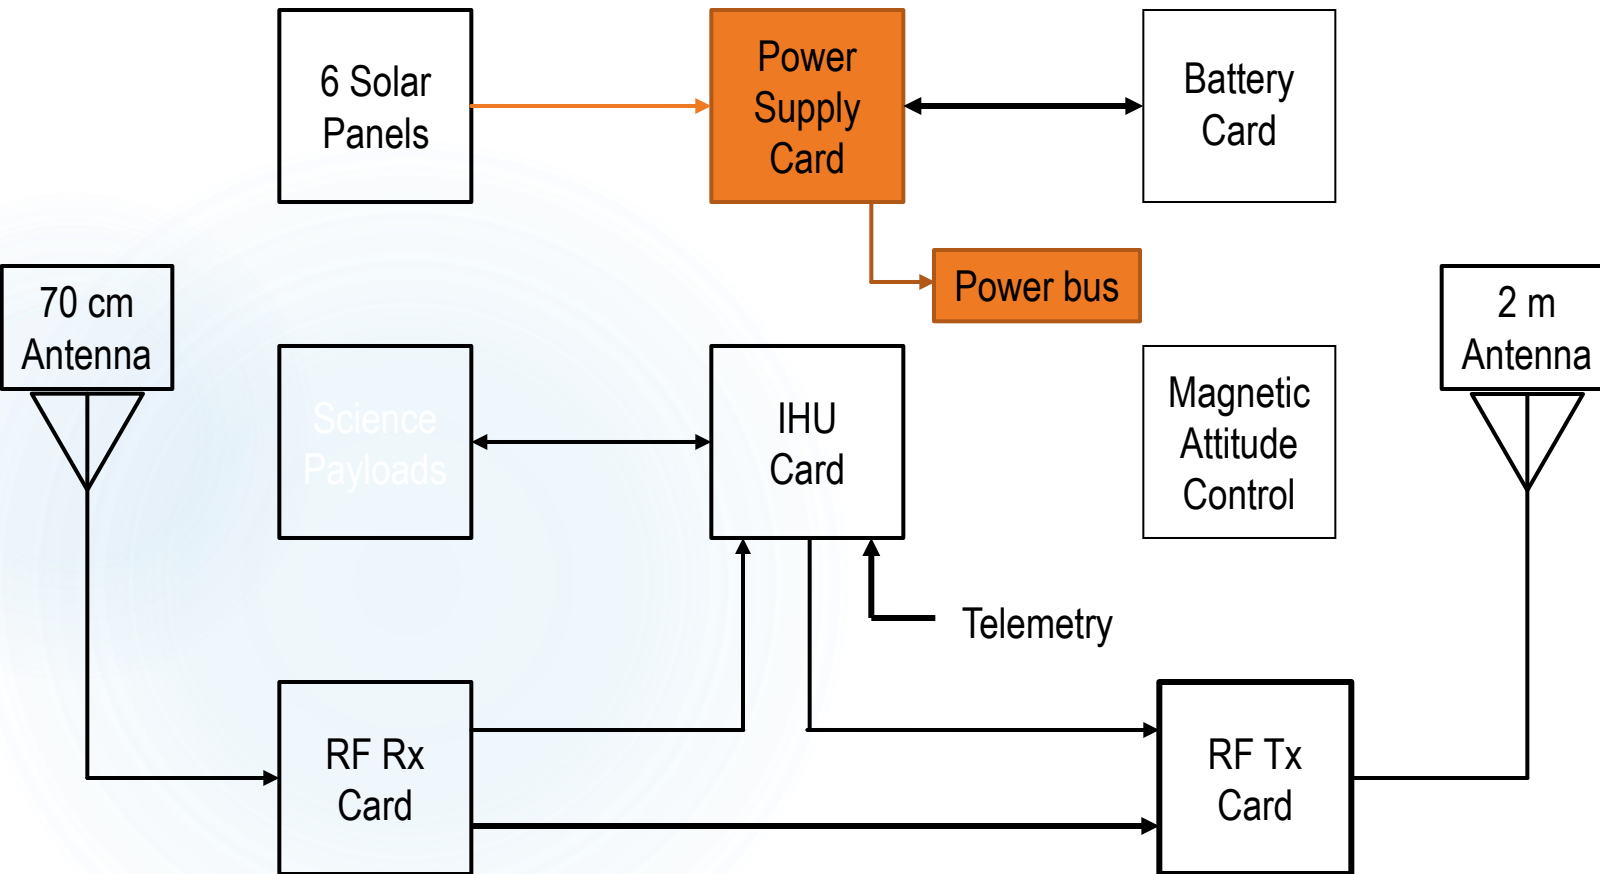 6 Solar
Panels
Power
Supply
Card
Battery
Card
Power bus
70 cm
Antenna
2 m
Antenna
Science
Payloads
IHU
Card
Magnetic
Attitude
Control
Telemetry
RF Rx
Card
RF Tx
Card